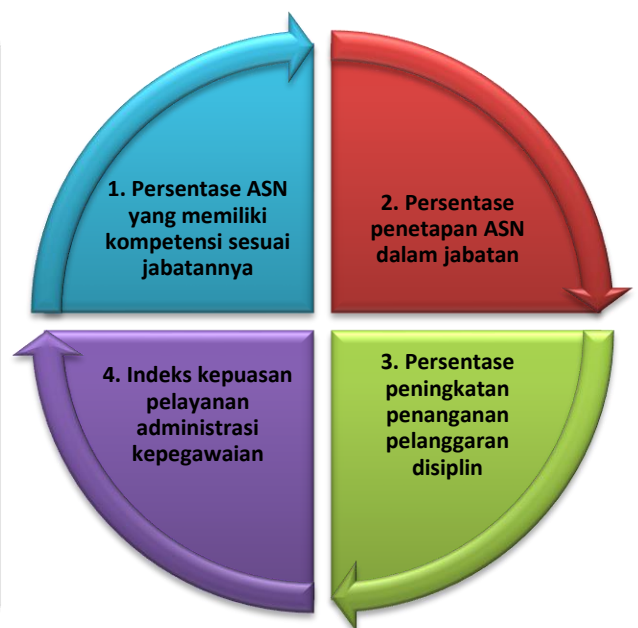 1. Persentase ASN
yang memiliki
kompetensi sesuai
jabatannya
2. Persentase
penetapan ASN
dalam jabatan
3. Persentase
peningkatan
penanganan
pelanggaran
disiplin
4. Indeks kepuasan
pelayanan
administrasi
kepegawaian